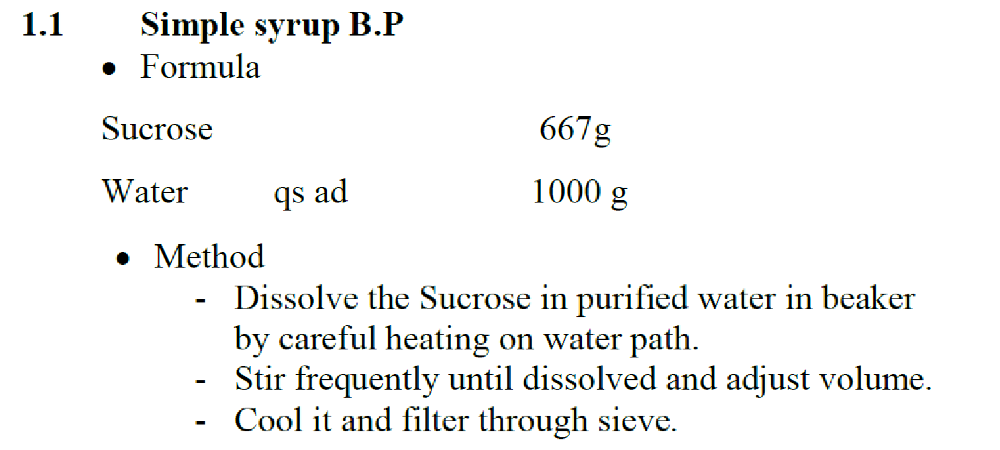 1.1 Simple syrup B.P
• Formula
Sucrose 667g
Water qs ad 1000 g
• Method
- Dissolve the Sucrose in purified water in beaker
by careful heating on water path.
- Stir frequently until dissolved and adjust volume.
- Cool it and filter through sieve.